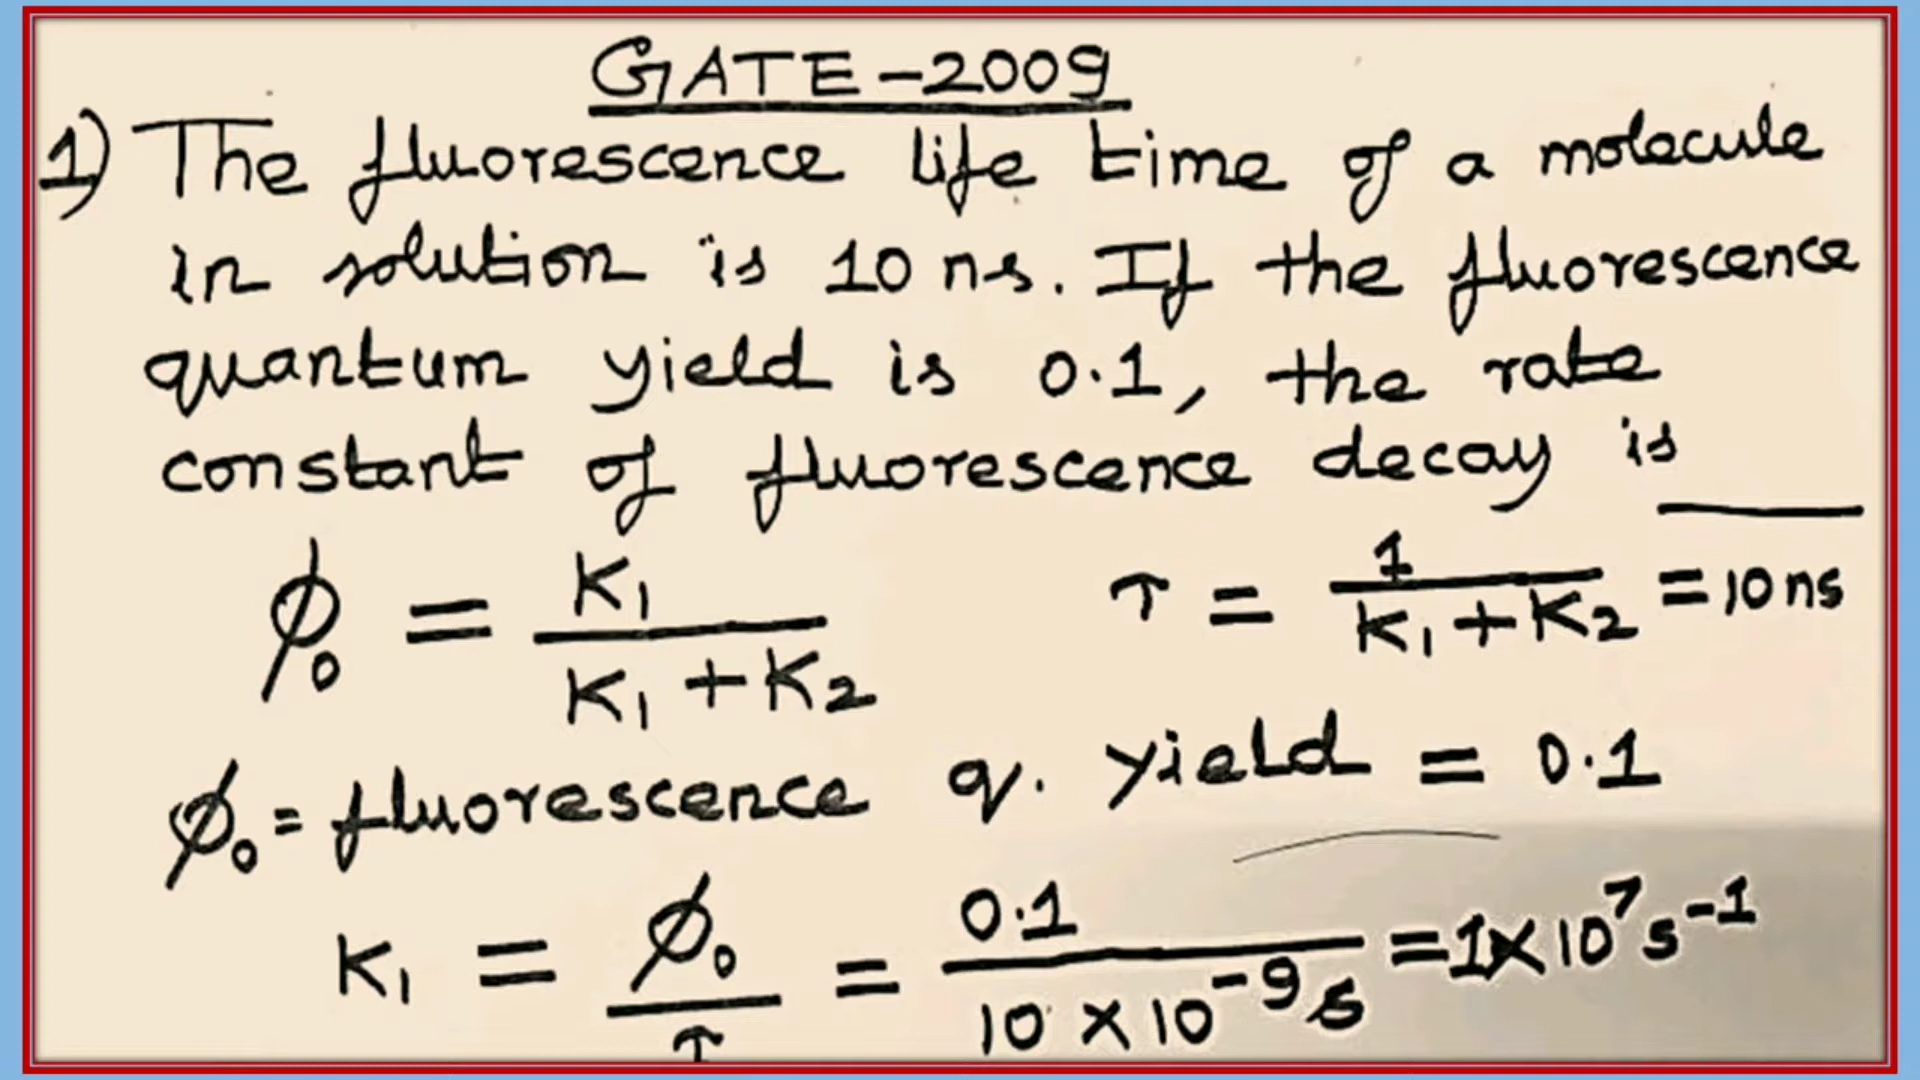 GATE-2009
1) The fluorescence life time of a molecule
in solution is 10 ns. If the fluorescence
quantum yield is 0.1, the rate
constant of fluorescence decay is ____
ϕ₀ = K₁ / (K₁ + K₂)    τ = 1 / (K₁ + K₂) = 10 ns
ϕ₀ = fluorescence q. yield = 0.1
K₁ = ϕ₀ / τ = 0.1 / (10 × 10⁻⁹ s) = 1 × 10⁷ s⁻¹